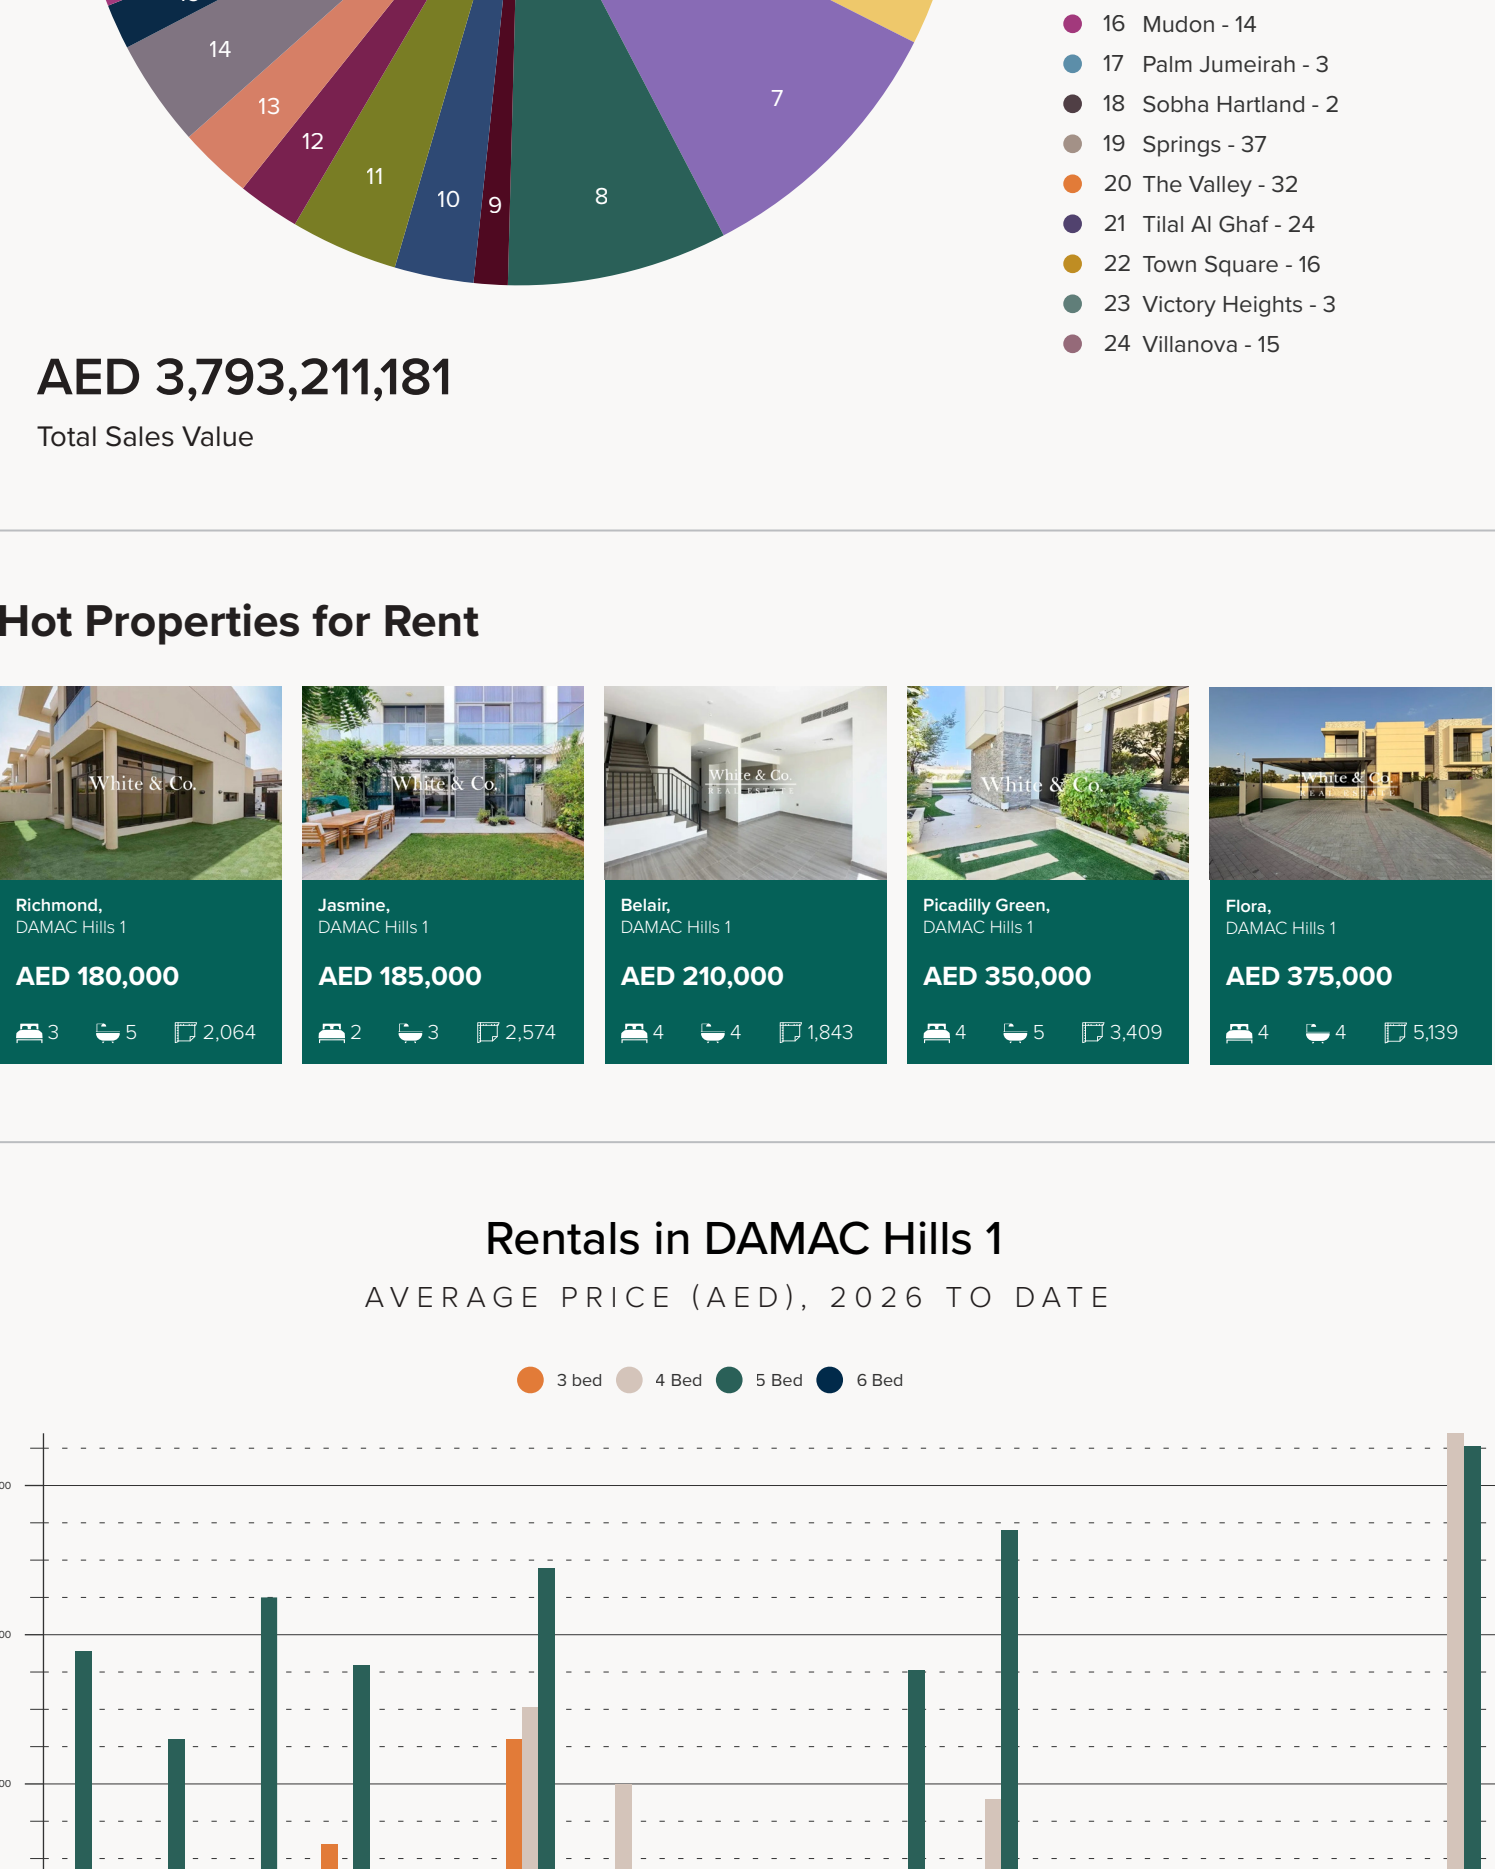 14
13
12
11
10
9
8
7
16 Mudon - 14
17 Palm Jumeirah - 3
18 Sobha Hartland - 2
19 Springs - 37
20 The Valley - 32
21 Tilal Al Ghaf - 24
22 Town Square - 16
23 Victory Heights - 3
24 Villanova - 15
AED 3,793,211,181
Total Sales Value
Hot Properties for Rent
White & Co.
White & Co.
White & Co.
REAL ESTATE
White & Co.
White & Co.
REAL ESTATE
Richmond,
DAMAC Hills 1
AED 180,000
3 5 2,064
Jasmine,
DAMAC Hills 1
AED 185,000
2 3 2,574
Belair,
DAMAC Hills 1
AED 210,000
4 4 1,843
Picadilly Green,
DAMAC Hills 1
AED 350,000
4 5 3,409
Flora,
DAMAC Hills 1
AED 375,000
4 4 5,139
Rentals in DAMAC Hills 1
AVERAGE PRICE (AED), 2026 TO DATE
3 bed 4 Bed 5 Bed 6 Bed